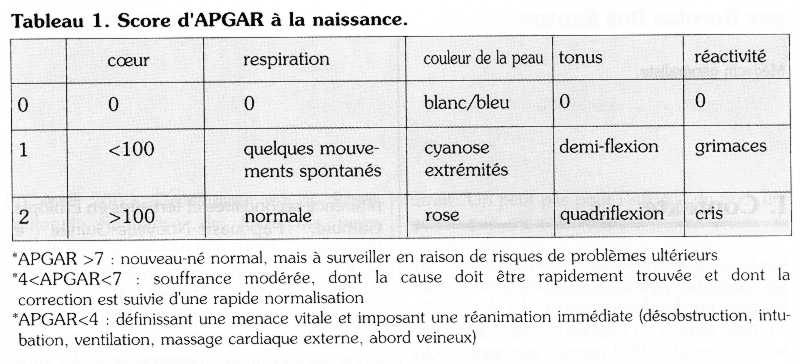 Tableau 1. Score d'APGAR à la naissance.
cœur respiration couleur de la peau tonus réactivité
0 0 0 blanc/bleu 0 0
1 <100 quelques mouve- cyanose demi-flexion grimaces
ments spontanés extrémités
2 >100 normale rose quadriflexion cris
*APGAR >7 : nouveau-né normal, mais à surveiller en raison de risques de problèmes ultérieurs
*4<APGAR<7 : souffrance modérée, dont la cause doit être rapidement trouvée et dont la
correction est suivie d'une rapide normalisation
*APGAR<4 : définissant une menace vitale et imposant une réanimation immédiate (désobstruction, intu-
bation, ventilation, massage cardiaque externe, abord veineux)